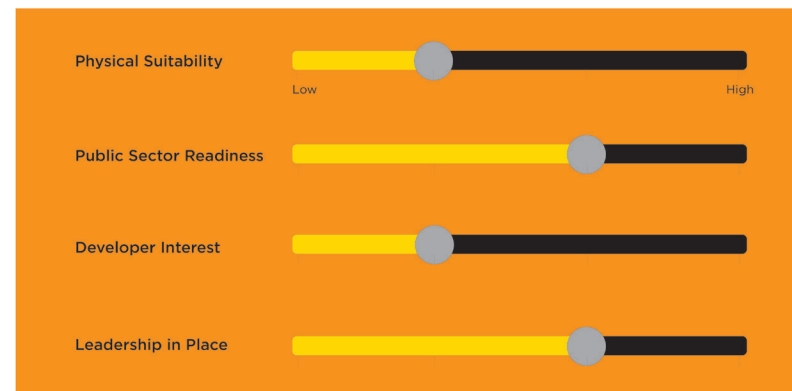 Physical Suitability
Low High
Public Sector Readiness
Developer Interest
Leadership in Place